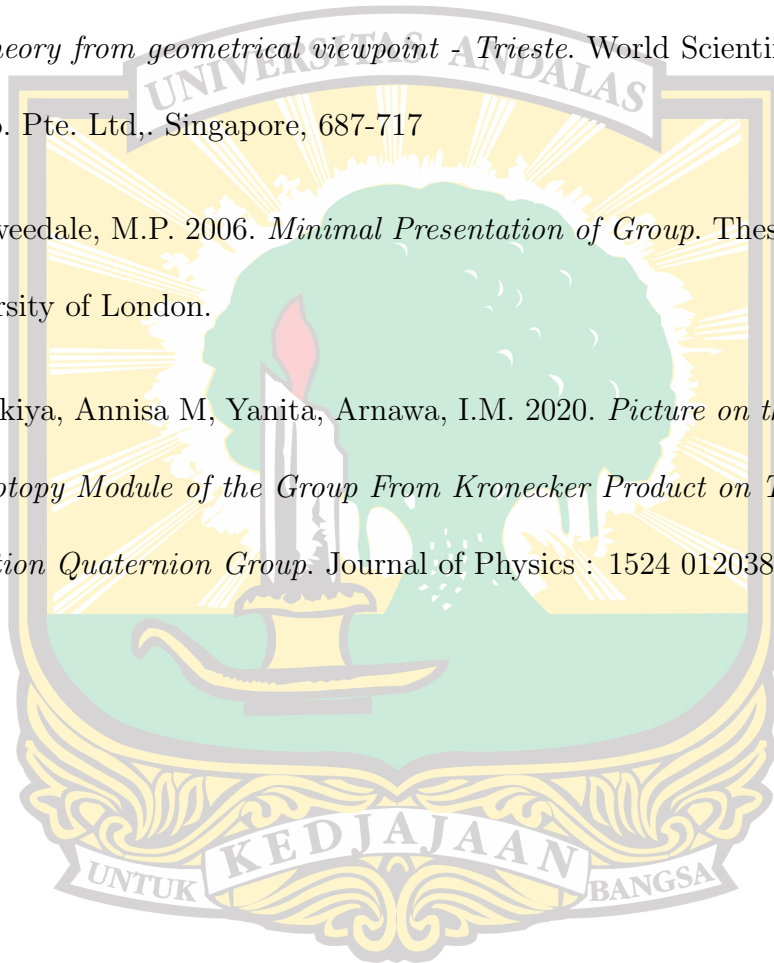 heory from geometrical viewpoint - Trieste. World Scientif
o. Pte. Ltd,. Singapore, 687-717
weedale, M.P. 2006. Minimal Presentation of Group. Thes
rsity of London.
kiya, Annisa M, Yanita, Arnawa, I.M. 2020. Picture on th
otopy Module of the Group From Kronecker Product on T
tion Quaternion Group. Journal of Physics : 1524 012038
UNIVERSITAS ANDALAS
KEDJAJAAN
UNTUK BANGSA